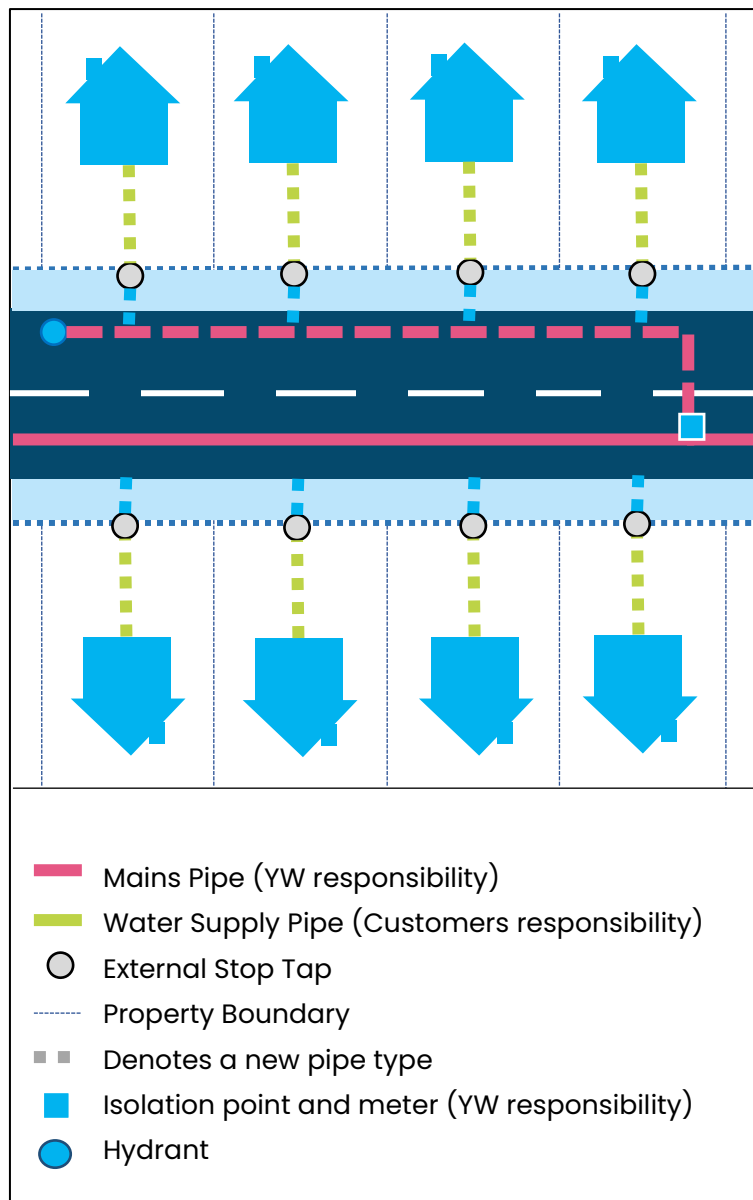 Mains Pipe (YW responsibility)
Water Supply Pipe (Customers responsibility)
External Stop Tap
Property Boundary
Denotes a new pipe type
Isolation point and meter (YW responsibility)
Hydrant